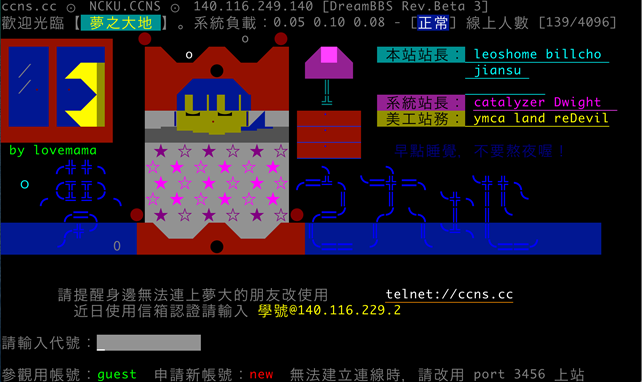 ccns.cc ⊙ NCKU.CCNS ⊙ 140.116.249.140 [DreamBBS Rev.Beta 3]
歡迎光臨【 夢之大地 】。系統負載：0.05 0.10 0.08 - [正常] 線上人數 [139/4096]
本站站長： leoshome billcho
jiansu
系統站長： catalyzer Dwight
美工站務： ymca land reDevil
by lovemama
早點睡覺，不要熬夜喔！
請提醒身邊無法連上夢大的朋友改使用 telnet://ccns.cc
近日使用信箱認證請輸入 學號@140.116.229.2
請輸入代號：
參觀用帳號：guest 申請新帳號：new 無法建立連線時，請改用 port 3456 上站